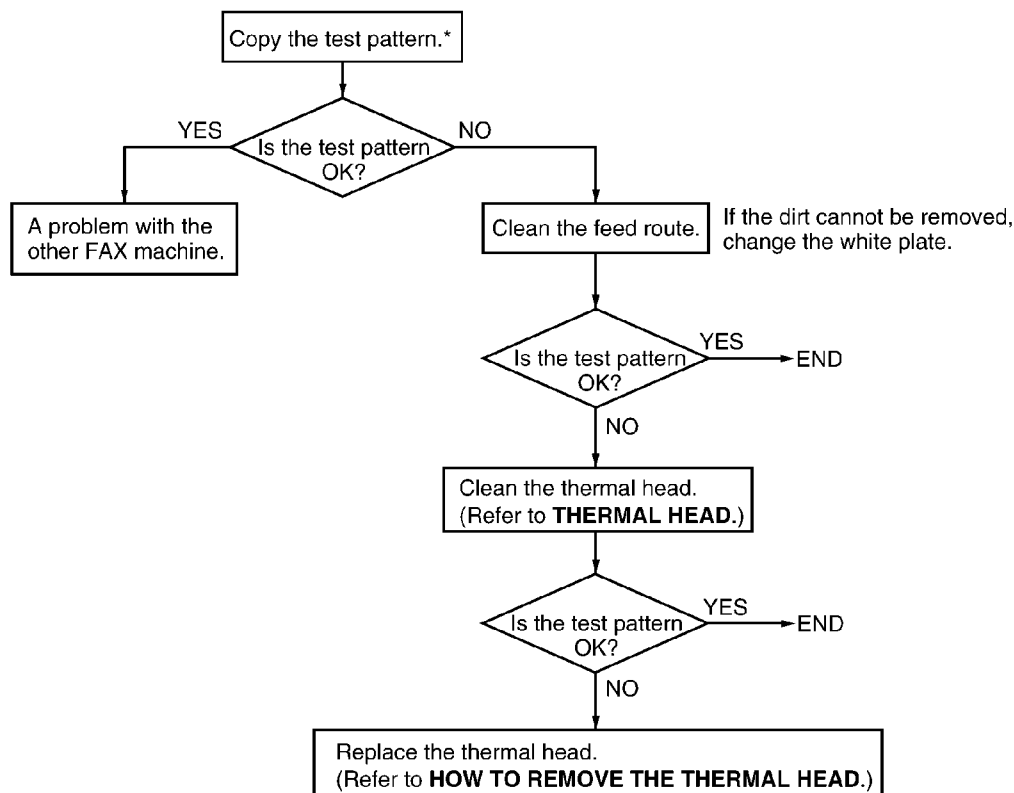 Copy the test pattern.*
YES
NO
Is the test pattern
OK?
A problem with the
other FAX machine.
Clean the feed route.
If the dirt cannot be removed,
change the white plate.
Is the test pattern
OK?
YES
END
NO
Clean the thermal head.
(Refer to THERMAL HEAD.)
Is the test pattern
OK?
YES
END
NO
Replace the thermal head.
(Refer to HOW TO REMOVE THE THERMAL HEAD.)